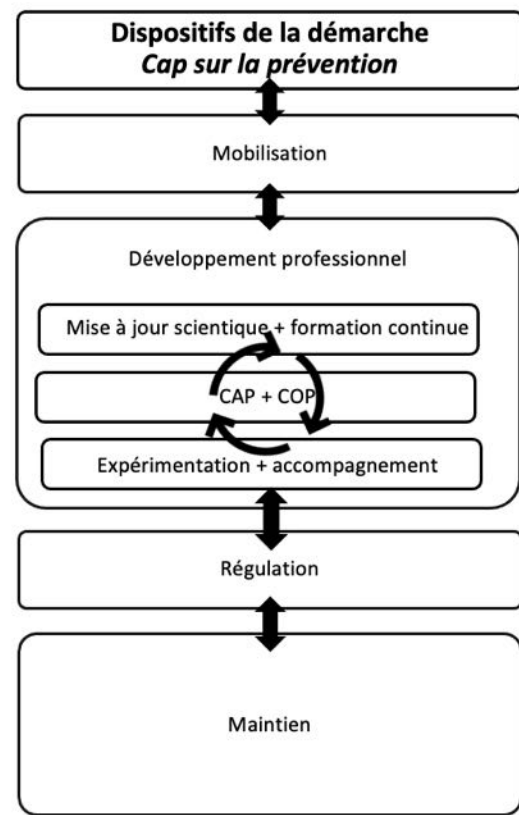 Dispositifs de la démarche
Cap sur la prévention
Mobilisation
Développement professionnel
Mise à jour scientifique + formation continue
CAP + COP
Expérimentation + accompagnement
Régulation
Maintien